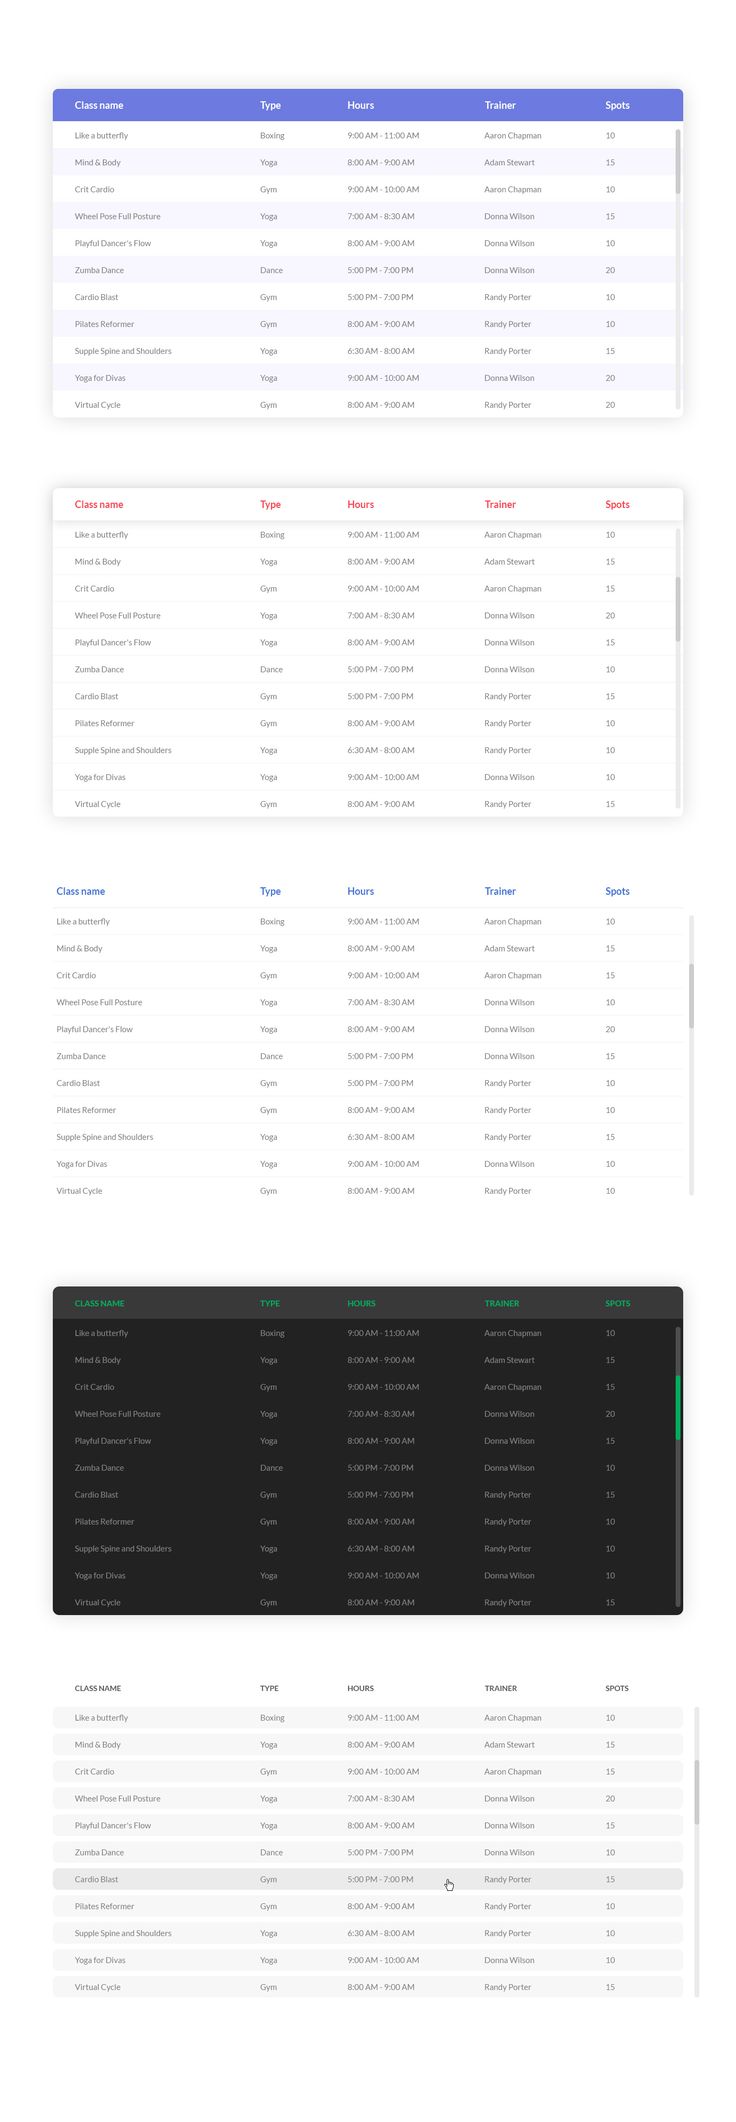 Class name Type Hours Trainer Spots
Like a butterfly Boxing 9:00 AM - 11:00 AM Aaron Chapman 10
Mind & Body Yoga 8:00 AM - 9:00 AM Adam Stewart 15
Crit Cardio Gym 9:00 AM - 10:00 AM Aaron Chapman 10
Wheel Pose Full Posture Yoga 7:00 AM - 8:30 AM Donna Wilson 15
Playful Dancer's Flow Yoga 8:00 AM - 9:00 AM Donna Wilson 10
Zumba Dance Dance 5:00 PM - 7:00 PM Donna Wilson 20
Cardio Blast Gym 5:00 PM - 7:00 PM Randy Porter 10
Pilates Reformer Gym 8:00 AM - 9:00 AM Randy Porter 10
Supple Spine and Shoulders Yoga 6:30 AM - 8:00 AM Randy Porter 15
Yoga for Divas Yoga 9:00 AM - 10:00 AM Donna Wilson 20
Virtual Cycle Gym 8:00 AM - 9:00 AM Randy Porter 20
Class name Type Hours Trainer Spots
Like a butterfly Boxing 9:00 AM - 11:00 AM Aaron Chapman 10
Mind & Body Yoga 8:00 AM - 9:00 AM Adam Stewart 15
Crit Cardio Gym 9:00 AM - 10:00 AM Aaron Chapman 15
Wheel Pose Full Posture Yoga 7:00 AM - 8:30 AM Donna Wilson 20
Playful Dancer's Flow Yoga 8:00 AM - 9:00 AM Donna Wilson 15
Zumba Dance Dance 5:00 PM - 7:00 PM Donna Wilson 10
Cardio Blast Gym 5:00 PM - 7:00 PM Randy Porter 15
Pilates Reformer Gym 8:00 AM - 9:00 AM Randy Porter 10
Supple Spine and Shoulders Yoga 6:30 AM - 8:00 AM Randy Porter 10
Yoga for Divas Yoga 9:00 AM - 10:00 AM Donna Wilson 10
Virtual Cycle Gym 8:00 AM - 9:00 AM Randy Porter 15
Class name Type Hours Trainer Spots
Like a butterfly Boxing 9:00 AM - 11:00 AM Aaron Chapman 10
Mind & Body Yoga 8:00 AM - 9:00 AM Adam Stewart 15
Crit Cardio Gym 9:00 AM - 10:00 AM Aaron Chapman 15
Wheel Pose Full Posture Yoga 7:00 AM - 8:30 AM Donna Wilson 10
Playful Dancer's Flow Yoga 8:00 AM - 9:00 AM Donna Wilson 20
Zumba Dance Dance 5:00 PM - 7:00 PM Donna Wilson 15
Cardio Blast Gym 5:00 PM - 7:00 PM Randy Porter 10
Pilates Reformer Gym 8:00 AM - 9:00 AM Randy Porter 10
Supple Spine and Shoulders Yoga 6:30 AM - 8:00 AM Randy Porter 15
Yoga for Divas Yoga 9:00 AM - 10:00 AM Donna Wilson 10
Virtual Cycle Gym 8:00 AM - 9:00 AM Randy Porter 10
CLASS NAME TYPE HOURS TRAINER SPOTS
Like a butterfly Boxing 9:00 AM - 11:00 AM Aaron Chapman 10
Mind & Body Yoga 8:00 AM - 9:00 AM Adam Stewart 15
Crit Cardio Gym 9:00 AM - 10:00 AM Aaron Chapman 15
Wheel Pose Full Posture Yoga 7:00 AM - 8:30 AM Donna Wilson 20
Playful Dancer's Flow Yoga 8:00 AM - 9:00 AM Donna Wilson 15
Zumba Dance Dance 5:00 PM - 7:00 PM Donna Wilson 10
Cardio Blast Gym 5:00 PM - 7:00 PM Randy Porter 15
Pilates Reformer Gym 8:00 AM - 9:00 AM Randy Porter 10
Supple Spine and Shoulders Yoga 6:30 AM - 8:00 AM Randy Porter 10
Yoga for Divas Yoga 9:00 AM - 10:00 AM Donna Wilson 10
Virtual Cycle Gym 8:00 AM - 9:00 AM Randy Porter 15
CLASS NAME TYPE HOURS TRAINER SPOTS
Like a butterfly Boxing 9:00 AM - 11:00 AM Aaron Chapman 10
Mind & Body Yoga 8:00 AM - 9:00 AM Adam Stewart 15
Crit Cardio Gym 9:00 AM - 10:00 AM Aaron Chapman 15
Wheel Pose Full Posture Yoga 7:00 AM - 8:30 AM Donna Wilson 20
Playful Dancer's Flow Yoga 8:00 AM - 9:00 AM Donna Wilson 15
Zumba Dance Dance 5:00 PM - 7:00 PM Donna Wilson 10
Cardio Blast Gym 5:00 PM - 7:00 PM Randy Porter 15
Pilates Reformer Gym 8:00 AM - 9:00 AM Randy Porter 10
Supple Spine and Shoulders Yoga 6:30 AM - 8:00 AM Randy Porter 10
Yoga for Divas Yoga 9:00 AM - 10:00 AM Donna Wilson 10
Virtual Cycle Gym 8:00 AM - 9:00 AM Randy Porter 15